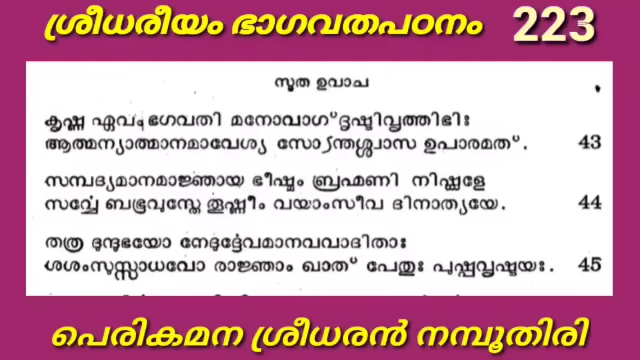 ശ്രീധരീയം ഭാഗവതപഠനം 223
സൂത ഉവാച
കൃഷ്ണ ഏവം ഭഗവതി മനോവാഗ്ദൃഷ്ടിവൃത്തിഭിഃ
ആത്മന്യാത്മാനമാവേശ്യ സോഽന്തശ്ശ്വാസ ഉപാരമത്. 43
സമ്പദ്യമാനമാജ്ഞായ ഭീഷ്മം ബ്രഹ്മണി നിഷ്കളേ
സർവ്വേ ബഭൂവുസ്തേ തൂഷ്ണീം വയാംസീവ ദിനാത്യയേ. 44
തത്ര ദുന്ദുഭയോ നേദുർദ്ദേവമാനവവാദിതാഃ
ശശംസുസ്സാധവോ രാജ്ഞാം ഖാത് പേതുഃ പുഷ്പവൃഷ്ടയഃ. 45
പെരികമന ശ്രീധരൻ നമ്പൂതിരി